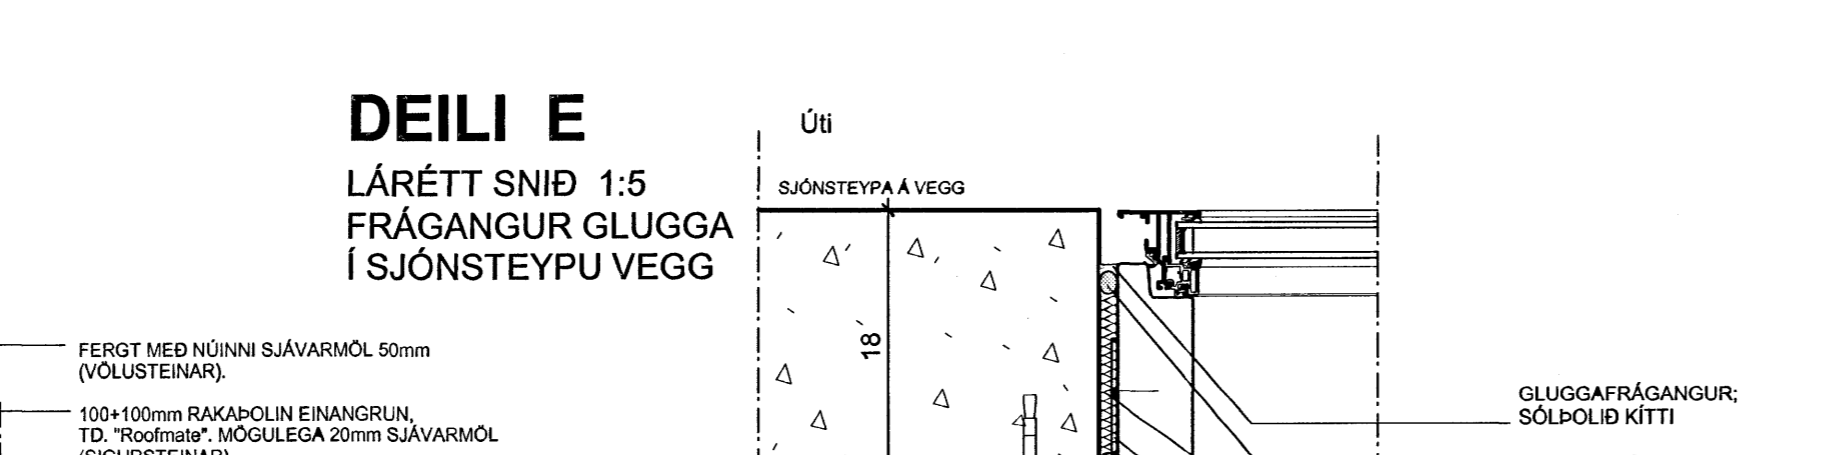 DEILI E
LÁRÉTT SNIÐ 1:5
FRÁGANGUR GLUGGA
Í SJÓNSTEYPU VEGG
Úti
SJÓNSTEYPA Á VEGG
18
FERGT MEÐ NÚINNI SJÁVARMÖL 50mm
(VÖLUSTEINAR).
100+100mm RAKAÞOLIN EINANGRUN,
TD. "Roofmate". MÖGULEGA 20mm SJÁVARMÖL
GLUGGAFRÁGANGUR;
SÓLÞOLIÐ KÍTTI